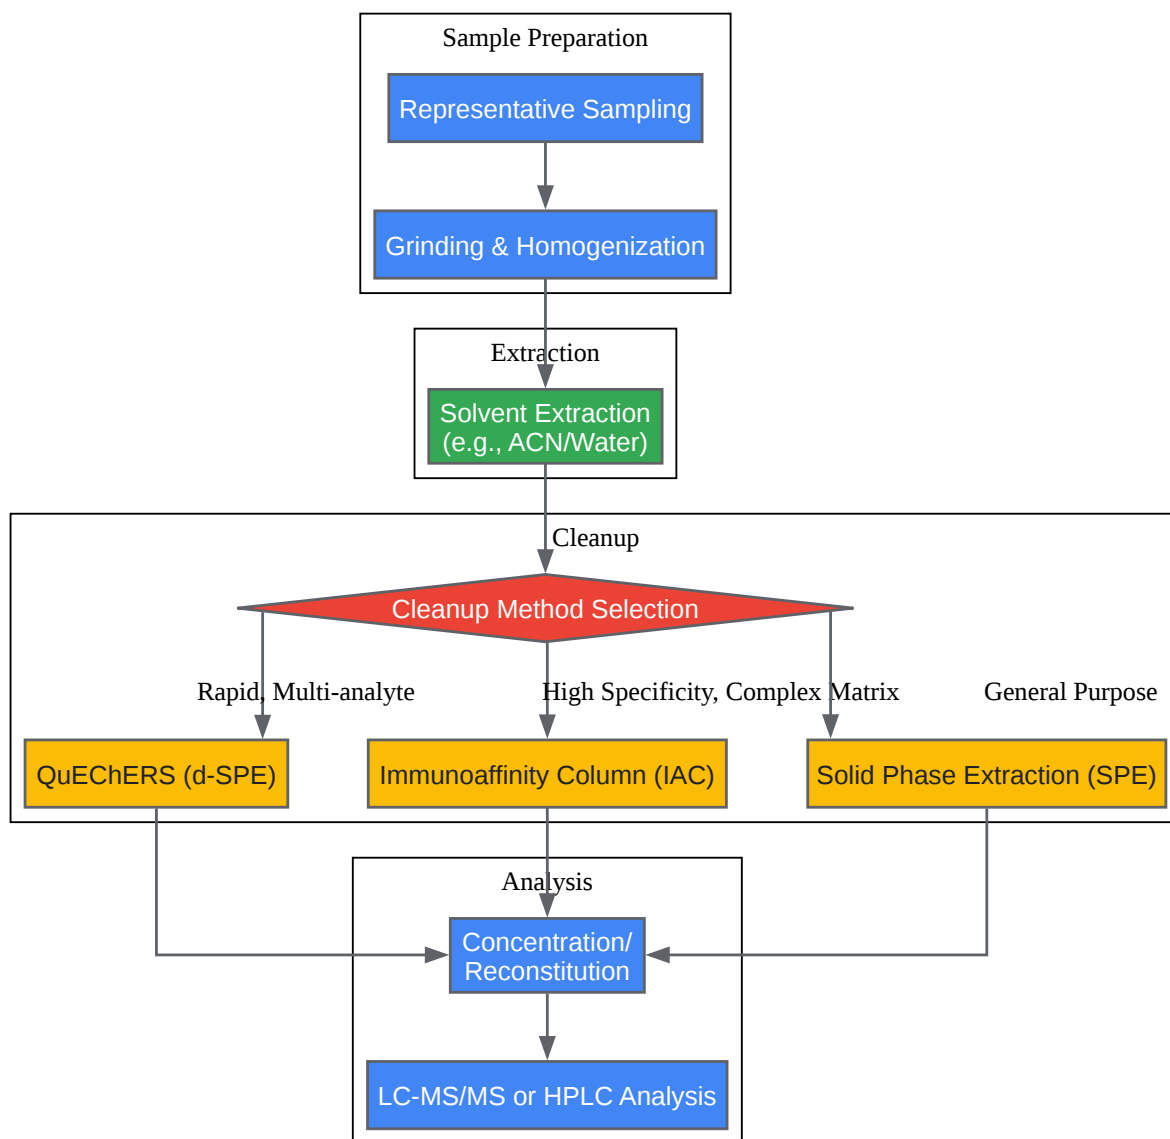 Sample Preparation
Representative Sampling
Grinding & Homogenization
Extraction
Solvent Extraction
(e.g., ACN/Water)
Cleanup
Cleanup Method Selection
Rapid, Multi-analyte
High Specificity, Complex Matrix
General Purpose
QuEChERS (d-SPE)
Immunoaffinity Column (IAC)
Solid Phase Extraction (SPE)
Analysis
Concentration/
Reconstitution
LC-MS/MS or HPLC Analysis